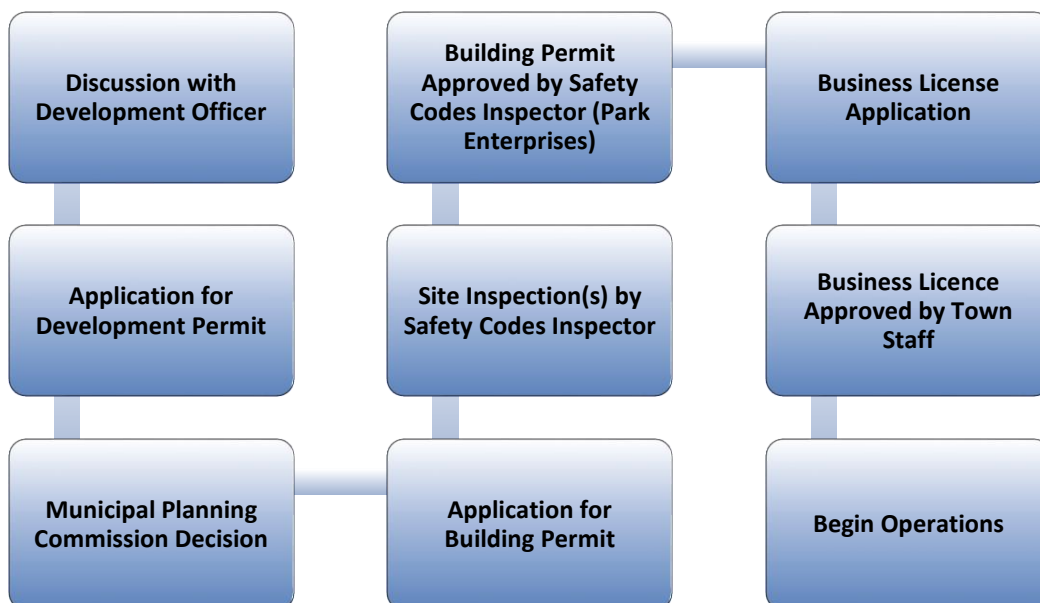 Discussion with
Development Officer
Application for
Development Permit
Municipal Planning
Commission Decision
Application for
Building Permit
Site Inspection(s) by
Safety Codes Inspector
Building Permit
Approved by Safety
Codes Inspector (Park
Enterprises)
Business License
Application
Business Licence
Approved by Town
Staff
Begin Operations